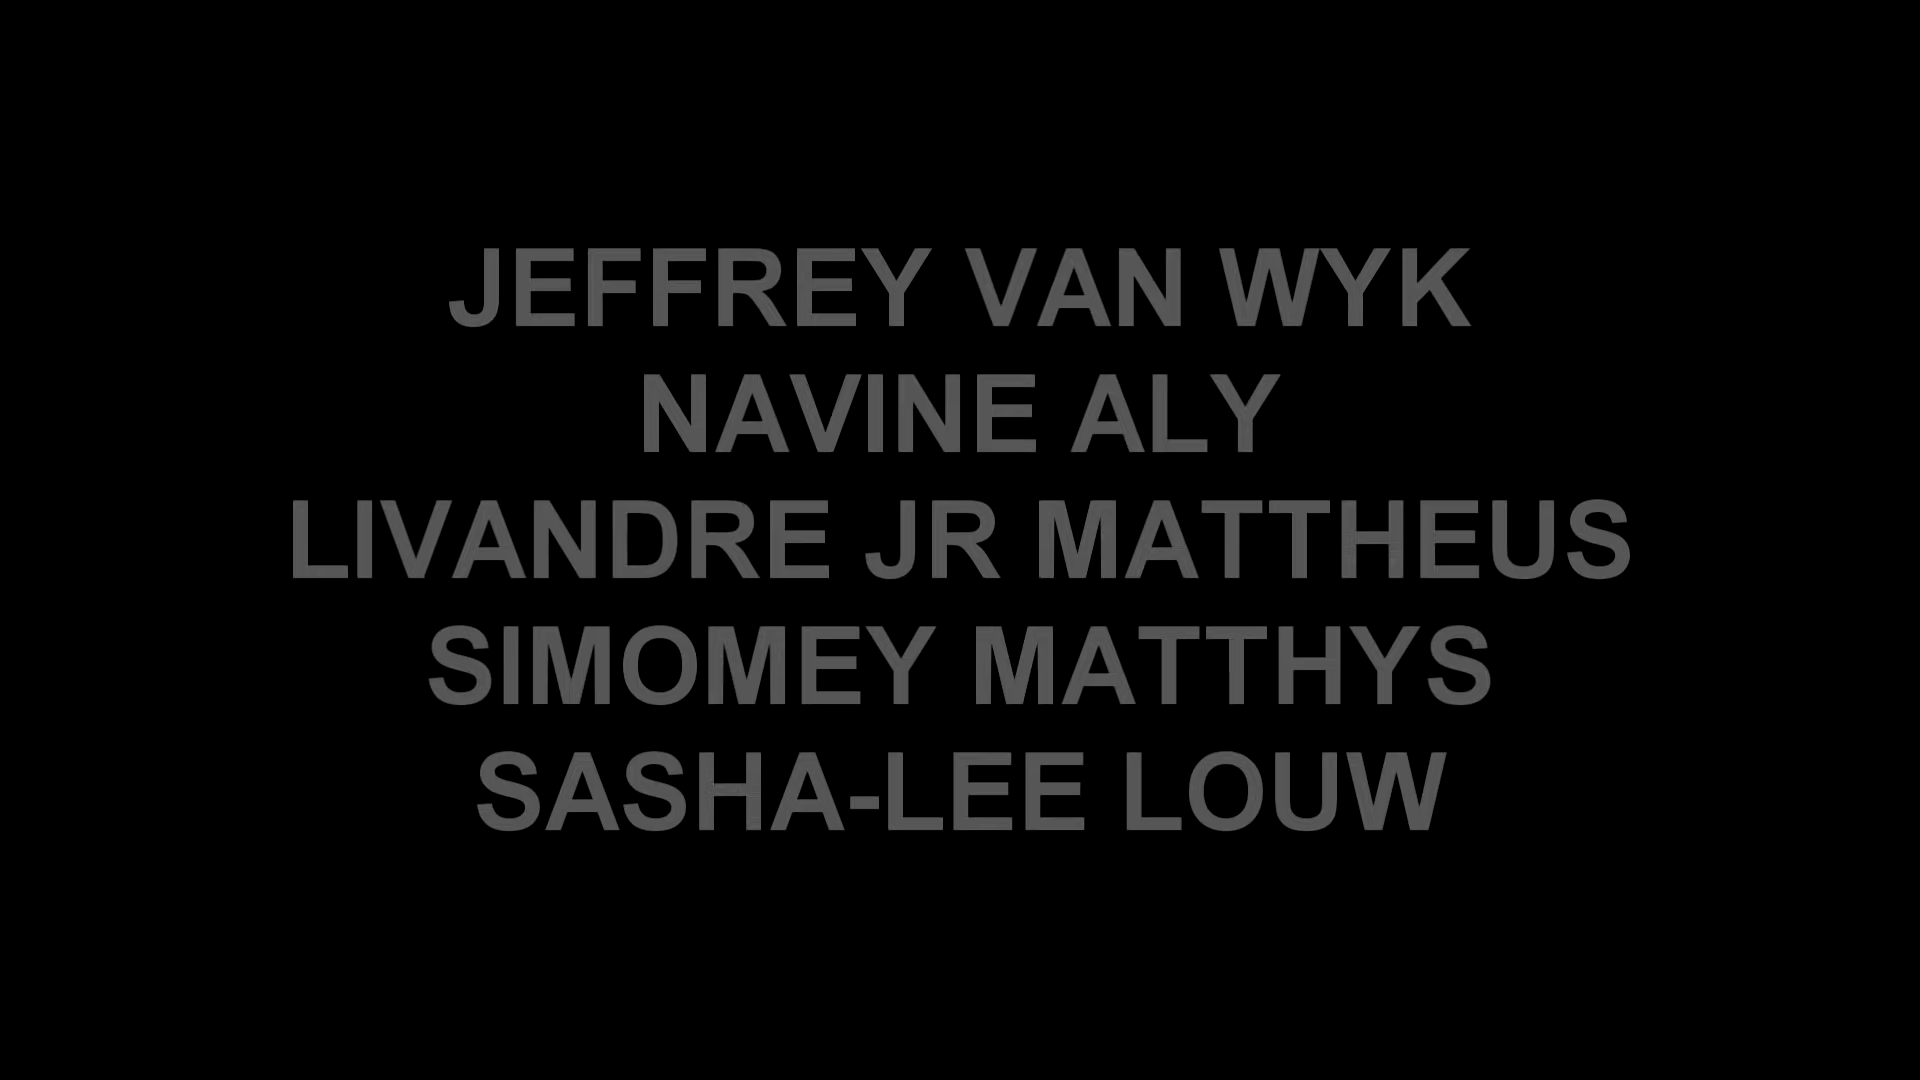 JEFFREY VAN WYK
NAVINE ALY
LIVANDRE JR MATTHEUS
SIMOMEY MATTHYS
SASHA-LEE LOUW